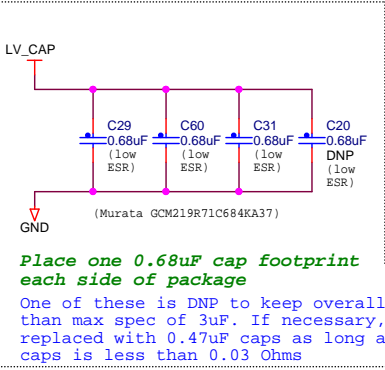 LV_CAP
C29
0.68uF
(low
ESR)
C60
0.68uF
(low
ESR)
C31
0.68uF
(low
ESR)
C20
0.68uF
DNP
(low
ESR)
(Murata GCM219R71C684KA37)
GND
Place one 0.68uF cap footprint
each side of package
One of these is DNP to keep overall
than max spec of 3uF. If necessary,
replaced with 0.47uF caps as long a
caps is less than 0.03 Ohms